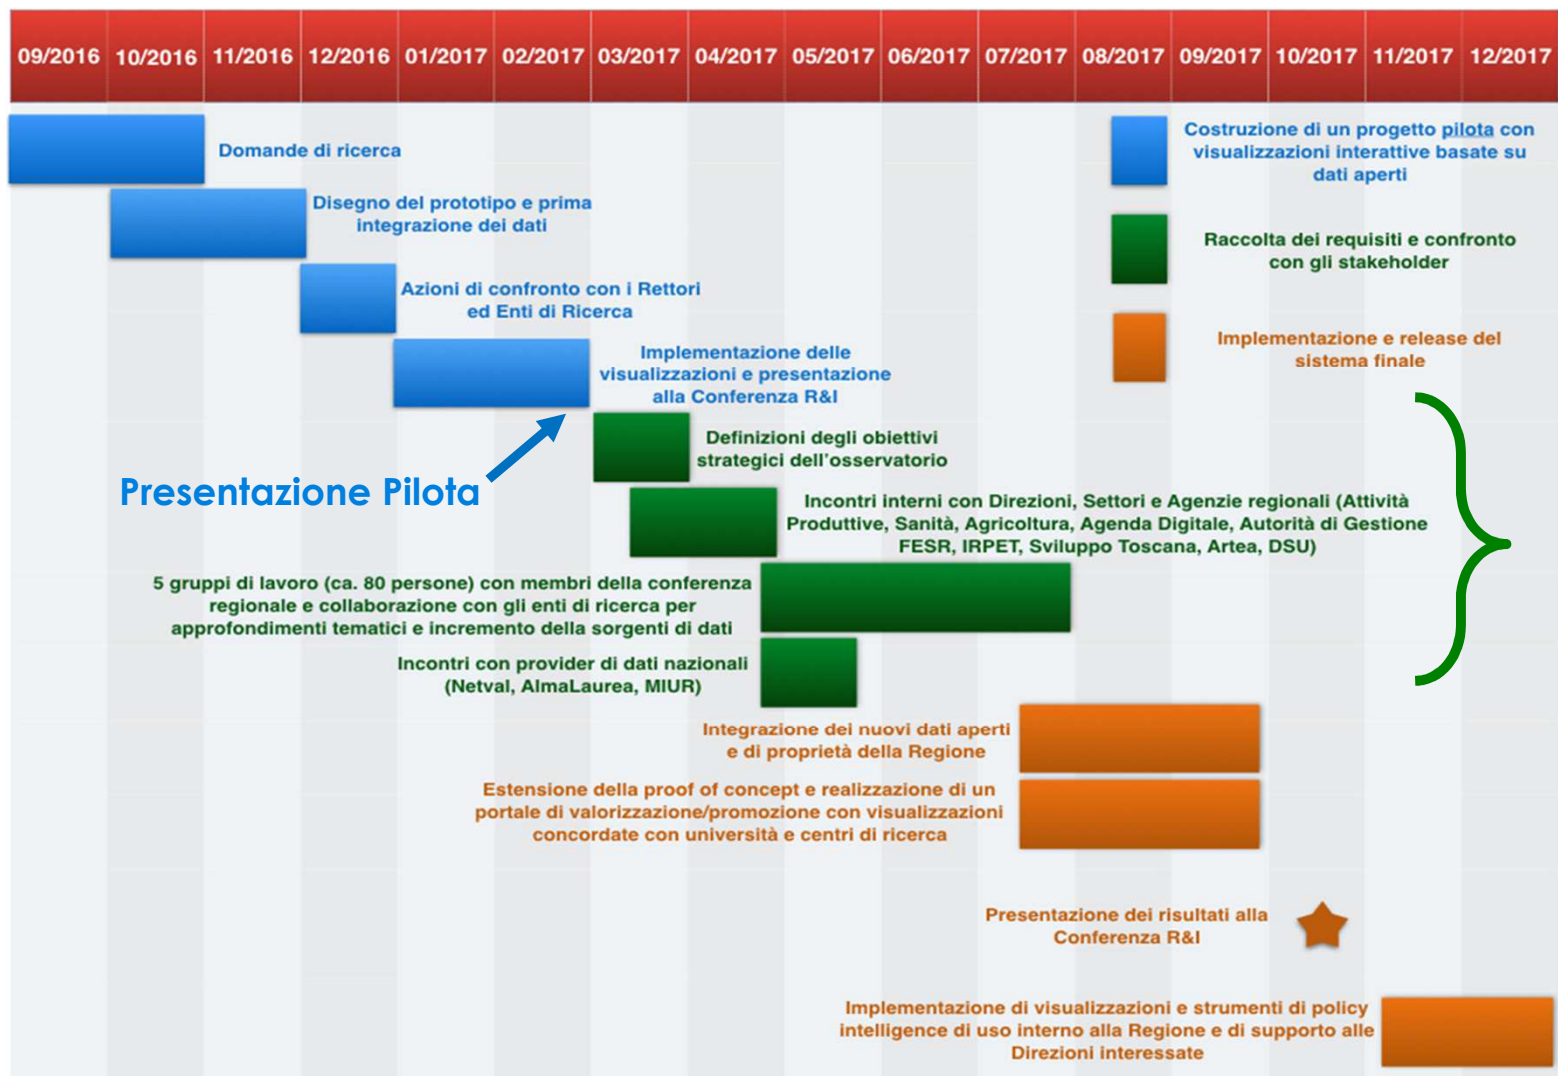 09/2016 10/2016 11/2016 12/2016 01/2017 02/2017 03/2017 04/2017 05/2017 06/2017 07/2017 08/2017 09/2017 10/2017 11/2017 12/2017
Domande di ricerca
Costruzione di un progetto pilota con
visualizzazioni interattive basate su
dati aperti
Disegno del prototipo e prima
integrazione dei dati
Raccolta dei requisiti e confronto
con gli stakeholder
Azioni di confronto con i Rettori
ed Enti di Ricerca
Implementazione e release del
sistema finale
Implementazione delle
visualizzazioni e presentazione
alla Conferenza R&I
Presentazione Pilota
Definizioni degli obiettivi
strategici dell'osservatorio
Incontri interni con Direzioni, Settori e Agenzie regionali (Attività
Produttive, Sanità, Agricoltura, Agenda Digitale, Autorità di Gestione
FESR, IRPET, Sviluppo Toscana, Artea, DSU)
5 gruppi di lavoro (ca. 80 persone) con membri della conferenza
regionale e collaborazione con gli enti di ricerca per
approfondimenti tematici e incremento della sorgenti di dati
Incontri con provider di dati nazionali
(Netval, AlmaLaurea, MIUR)
Integrazione dei nuovi dati aperti
e di proprietà della Regione
Estensione della proof of concept e realizzazione di un
portale di valorizzazione/promozione con visualizzazioni
concordate con università e centri di ricerca
Presentazione dei risultati alla
Conferenza R&I
Implementazione di visualizzazioni e strumenti di policy
intelligence di uso interno alla Regione e di supporto alle
Direzioni interessate